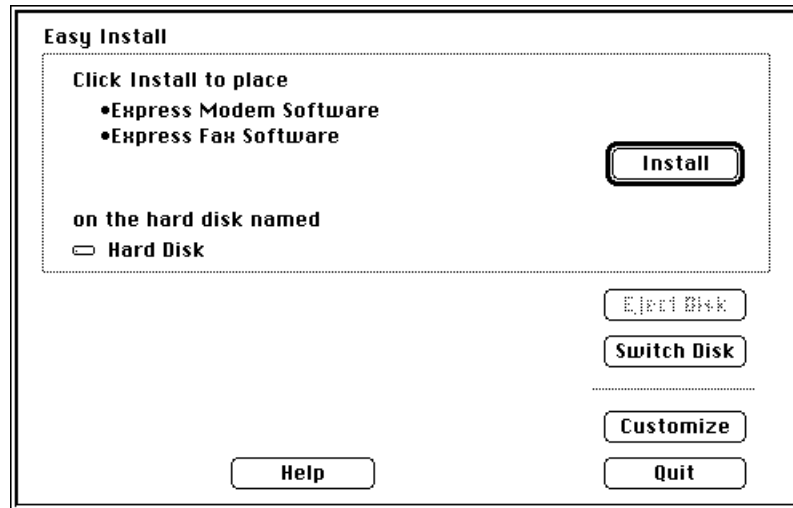 Easy Install
Click Install to place
•Express Modem Software
•Express Fax Software
Install
on the hard disk named
Hard Disk
Eject Disk
Switch Disk
Customize
Help
Quit